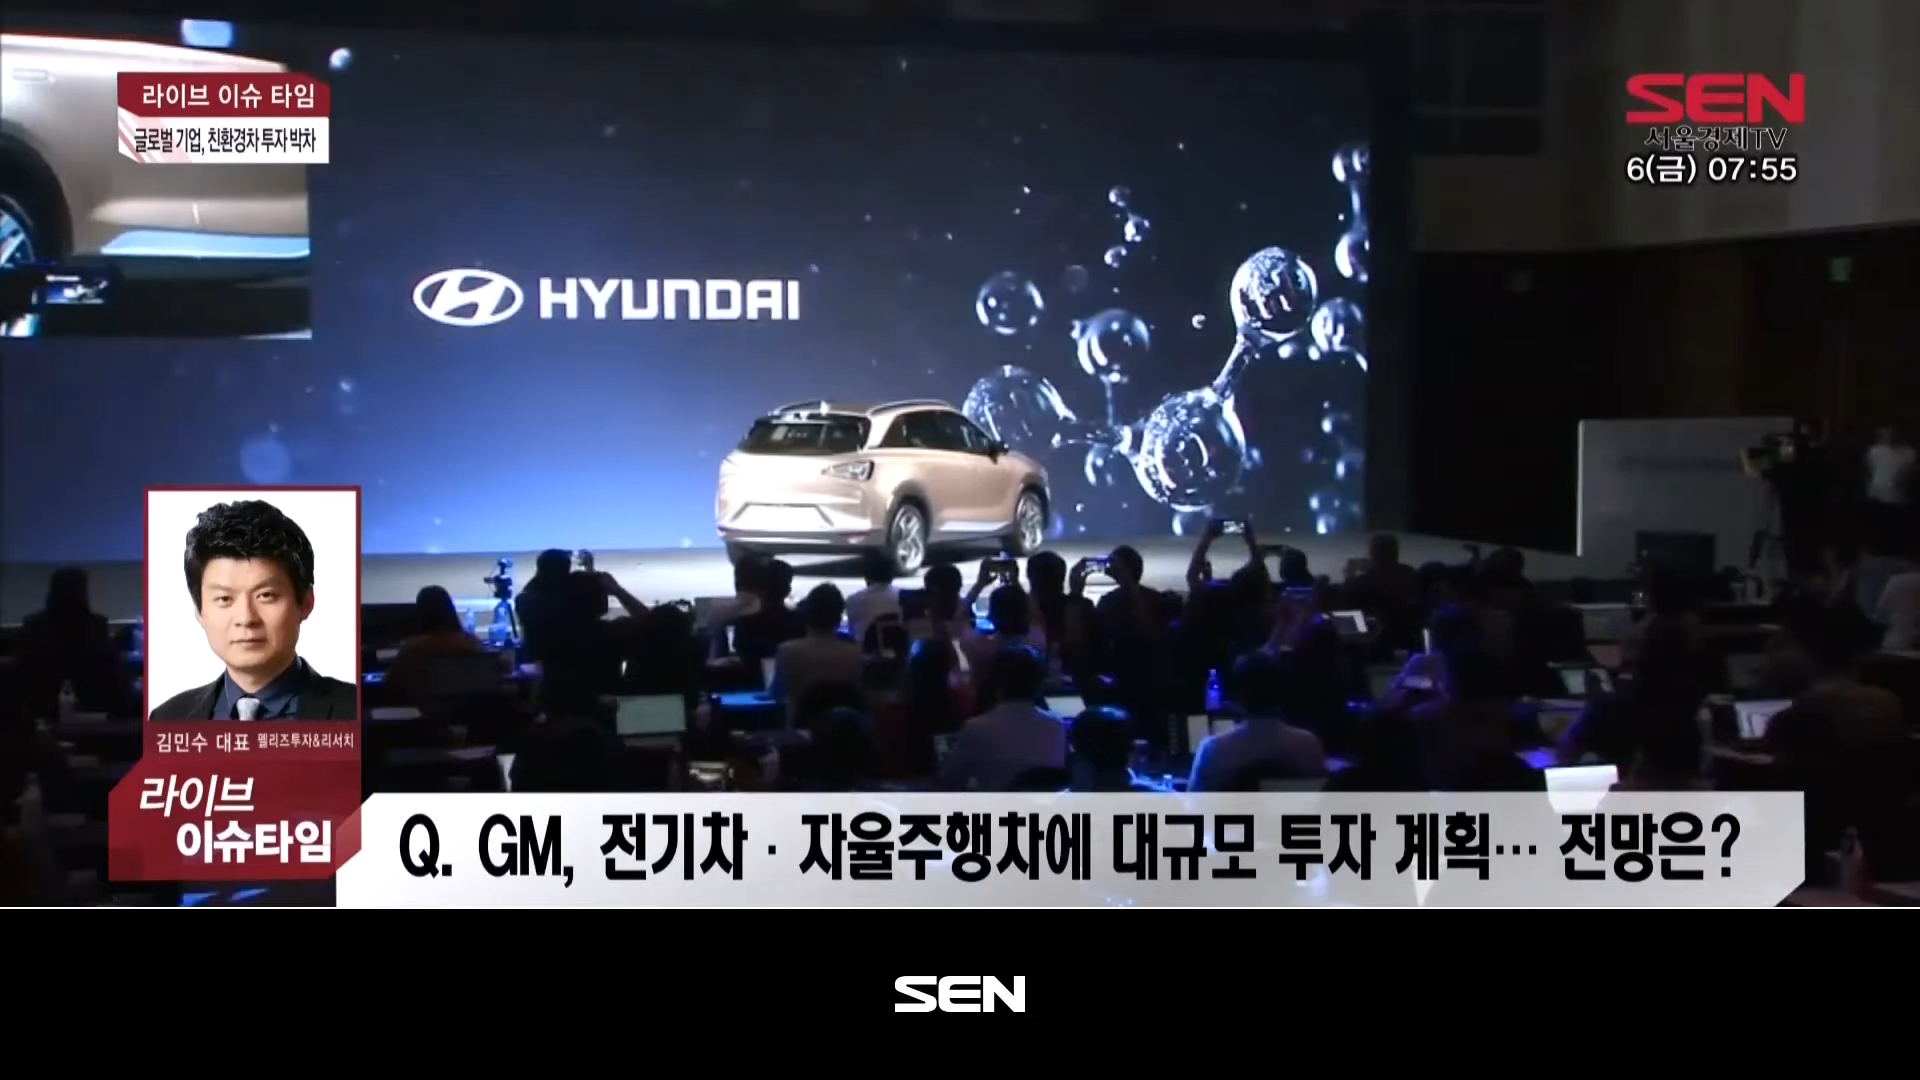 라이브 이슈 타임
글로벌 기업, 친환경차 투자 박차
SEN
서울경제TV
6(금) 07:55
HYUNDAI
김민수 대표 멜리즈투자&리서치
라이브
이슈타임
Q. GM, 전기차 · 자율주행차에 대규모 투자 계획… 전망은?
SEN